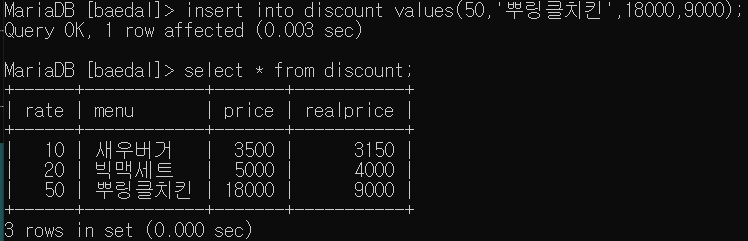 MariaDB [baedal]> insert into discount values(50,'뿌링클치킨',18000,9000);
Query OK, 1 row affected (0.003 sec)
MariaDB [baedal]> select * from discount;
+------+------------+-------+-----------+
| rate | menu       | price | realprice |
+------+------------+-------+-----------+
|   10 | 새우버거   |  3500 |      3150 |
|   20 | 빅맥세트   |  5000 |      4000 |
|   50 | 뿌링클치킨 | 18000 |      9000 |
+------+------------+-------+-----------+
3 rows in set (0.000 sec)